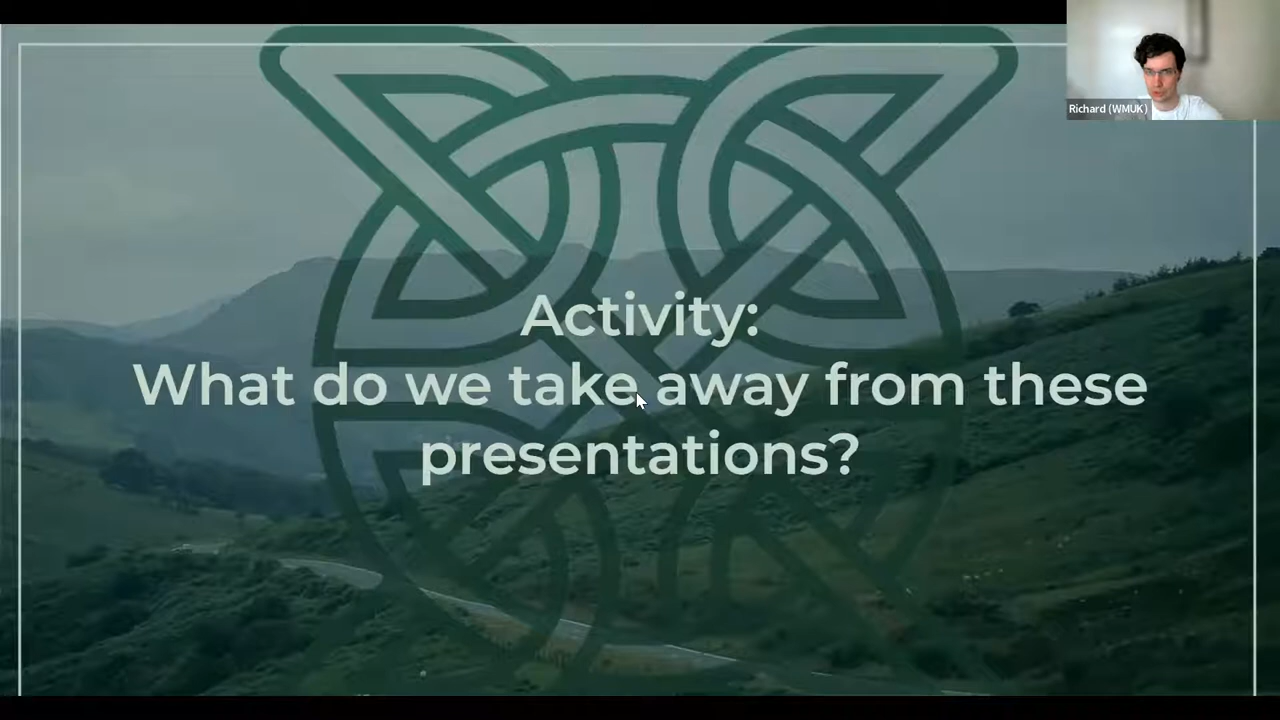 Richard (WMUK)
Activity:
What do we take away from these
presentations?